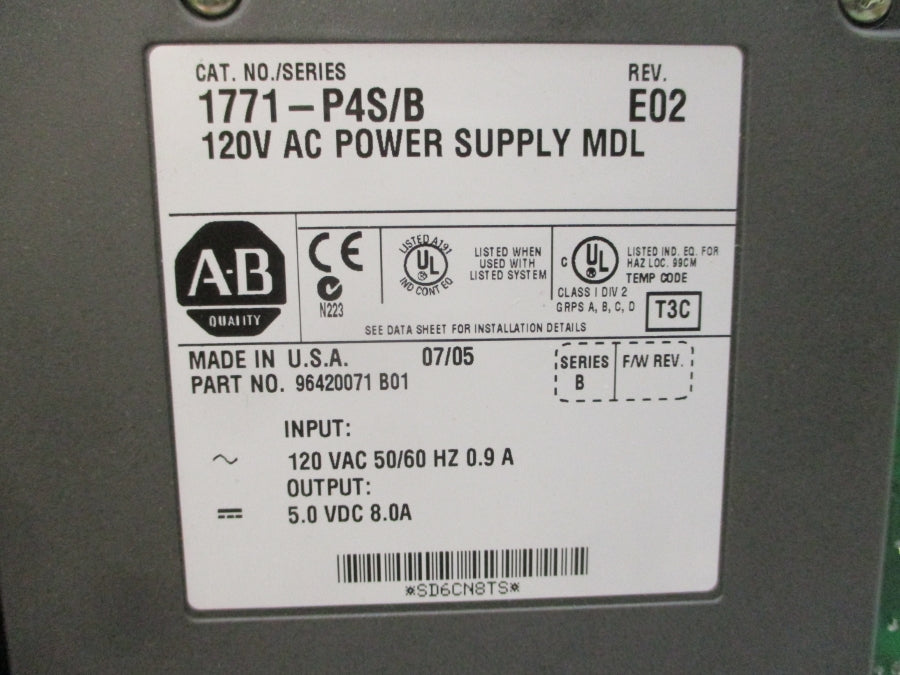 CAT. NO./SERIES
REV.
1771-P4S/B
E02
120V AC POWER SUPPLY MDL
A-B
QUALITY
CE
N223
LISTED A191
UL
IND CONT EQ
LISTED WHEN
USED WITH
LISTED SYSTEM
C UL
LISTED IND. EQ. FOR
HAZ LOC. 99CM
TEMP CODE
CLASS I DIV 2
GRPS A, B, C, D
T3C
SEE DATA SHEET FOR INSTALLATION DETAILS
MADE IN U.S.A. 07/05
PART NO. 96420071 B01
SERIES
B
F/W REV.
INPUT:
~ 120 VAC 50/60 HZ 0.9 A
OUTPUT:
5.0 VDC 8.0A
*SD6CN8TS*